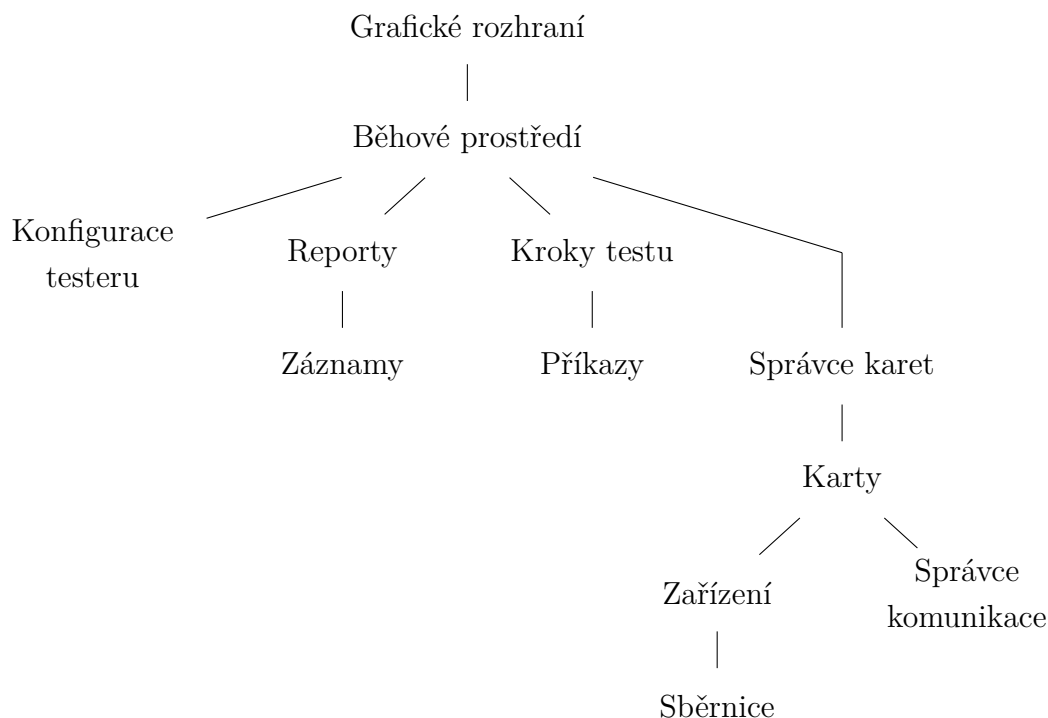 Grafické rozhraní
Běhové prostředí
Konfigurace
testeru
Reporty
Kroky testu
Záznamy
Příkazy
Správce karet
Karty
Zařízení
Správce
komunikace
Sběrnice